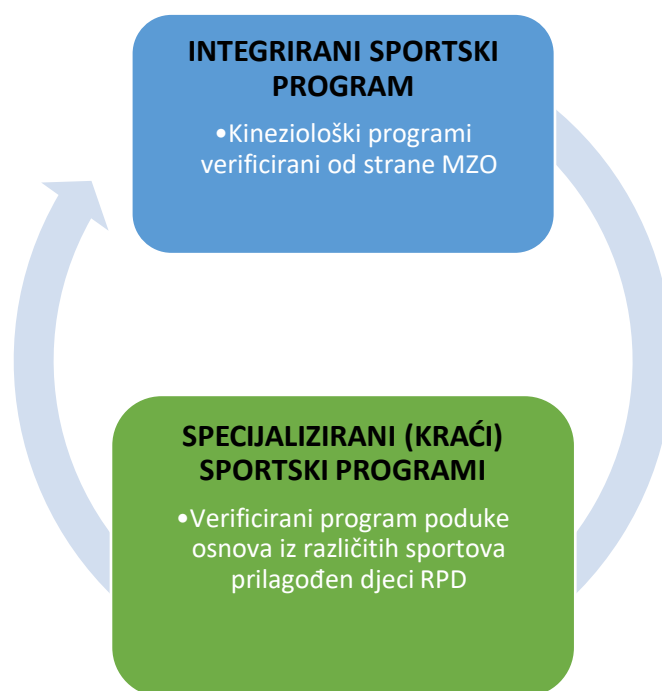 INTEGRIRANI SPORTSKI
PROGRAM
•Kineziološki programi
verificirani od strane MZO
SPECIJALIZIRANI (KRAĆI)
SPORTSKI PROGRAMI
•Verificirani program poduke
osnova iz različitih sportova
prilagođen djeci RPD